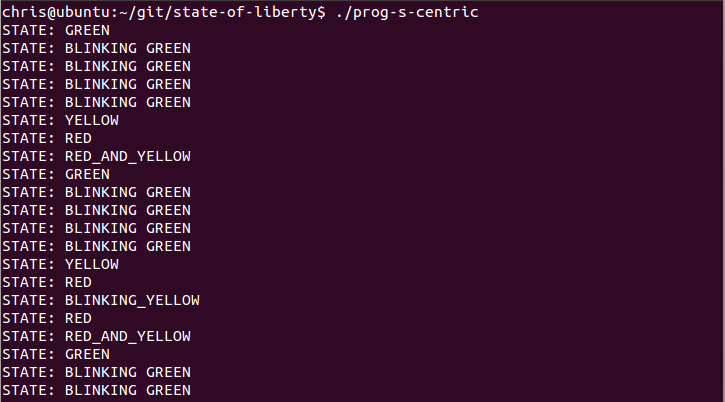 chris@ubuntu:~/git/state-of-liberty$ ./prog-s-centric
STATE: GREEN
STATE: BLINKING GREEN
STATE: BLINKING GREEN
STATE: BLINKING GREEN
STATE: BLINKING GREEN
STATE: YELLOW
STATE: RED
STATE: RED_AND_YELLOW
STATE: GREEN
STATE: BLINKING GREEN
STATE: BLINKING GREEN
STATE: BLINKING GREEN
STATE: BLINKING GREEN
STATE: YELLOW
STATE: RED
STATE: BLINKING_YELLOW
STATE: RED
STATE: RED_AND_YELLOW
STATE: GREEN
STATE: BLINKING GREEN
STATE: BLINKING GREEN